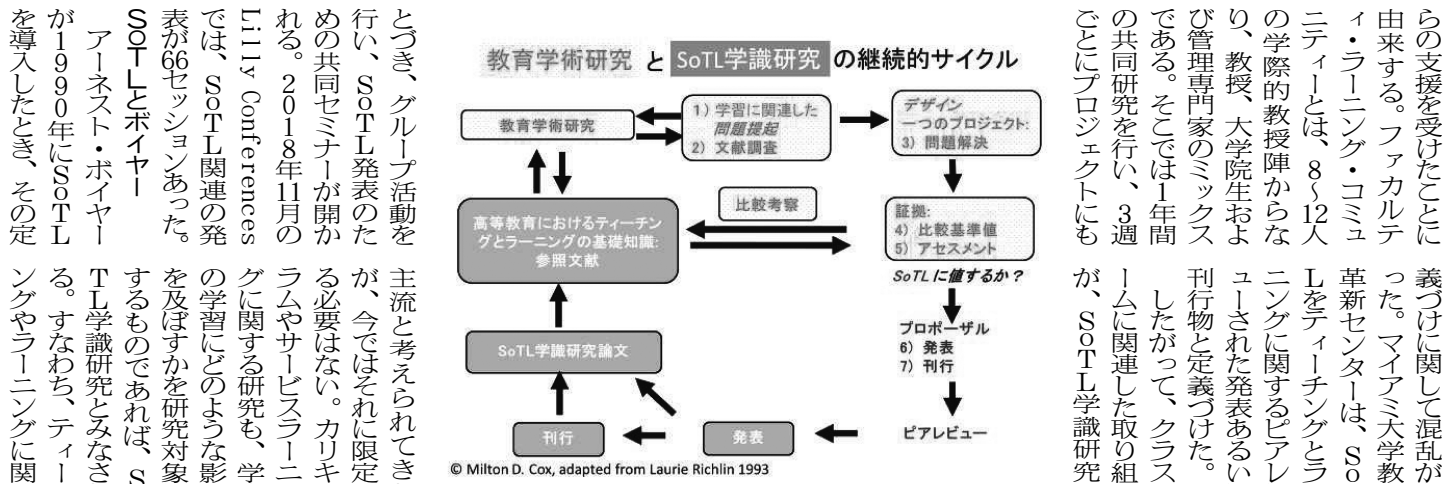 らの支援を受けたことに
由来する。ファカルテ
ィ・ラーニング・コミュ
ニティーとは、8〜12人
の学際的教授陣からな
り、教授、大学院生およ
び管理専門家のミックス
である。そこでは1年間
の共同研究を行い、3週
ごとにプロジェクトにも
とづき、グループ活動を
行い、SoTL発表のた
めの共同セミナーが開か
れる。2018年11月の
Lilly Conferences
では、SoTL関連の発
表が66セッションあった。
SOTLとボイヤー
アーネスト・ボイヤー
が1990年にSoTL
を導入したとき、その定
義づけに関して混乱が
った。マイアミ大学教
革新センターは、So
Lをティーチングとラ
ニングに関するピアレ
ューされた発表あるい
刊行物と定義づけた。
したがって、クラス
ームに関連した取り組
が、SoTL学識研究
主流と考えられてき
が、今ではそれに限定
る必要はない。カリキ
ラムやサービスラーニ
グに関する研究も、学
の学習にどのような影
を及ぼすかを研究対象
するものであれば、S
TL学識研究とみなさ
る。すなわち、ティー
ングやラーニングに関
教育学術研究 と SoTL学識研究 の継続的サイクル
教育学術研究
1) 学習に関連した
問題提起
2) 文献調査
デザイン
一つのプロジェクト:
3) 問題解決
比較考察
証拠:
4) 比較基準値
5) アセスメント
SoTL に値するか？
高等教育におけるティーチン
グとラーニングの基礎知識:
参照文献
プロポーザル
6) 発表
7) 刊行
SoTL学識研究論文
刊行
発表
ピアレビュー
© Milton D. Cox, adapted from Laurie Richlin 1993